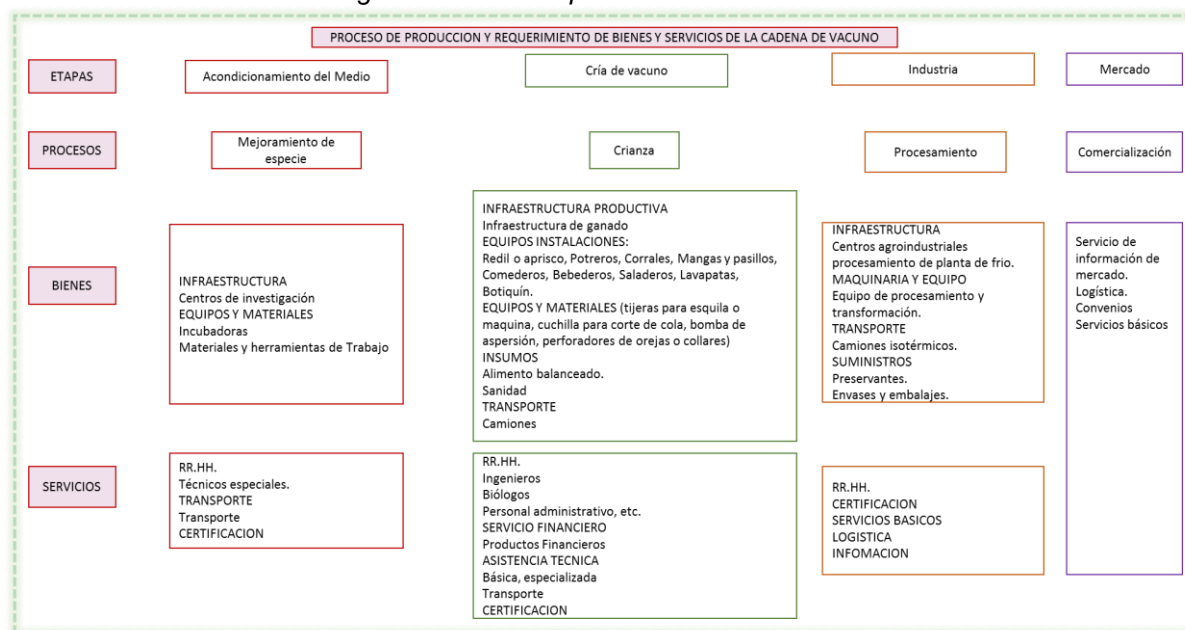 PROCESO DE PRODUCCION Y REQUERIMIENTO DE BIENES Y SERVICIOS DE LA CADENA DE VACUNO
ETAPAS
Acondicionamiento del Medio
Cría de vacuno
Industria
Mercado
PROCESOS
Mejoramiento de
especie
Crianza
Procesamiento
Comercialización
BIENES
INFRAESTRUCTURA
Centros de investigación
EQUIPOS Y MATERIALES
Incubadoras
Materiales y herramientas de Trabajo
INFRAESTRUCTURA PRODUCTIVA
Infraestructura de ganado
EQUIPOS INSTALACIONES:
Redil o aprisco, Potreros, Corrales, Mangas y pasillos,
Comederos, Bebederos, Saladeros, Lavapatas,
Botiquín.
EQUIPOS Y MATERIALES (tijeras para esquila o
maquina, cuchilla para corte de cola, bomba de
aspersión, perforadores de orejas o collares)
INSUMOS
Alimento balanceado.
Sanidad
TRANSPORTE
Camiones
INFRAESTRUCTURA
Centros agroindustriales
procesamiento de planta de frio.
MAQUINARIA Y EQUIPO
Equipo de procesamiento y
transformación.
TRANSPORTE
Camiones isotérmicos.
SUMINISTROS
Preservantes.
Envases y embalajes.
Servicio de
información de
mercado.
Logística.
Convenios
Servicios básicos
SERVICIOS
RR.HH.
Técnicos especiales.
TRANSPORTE
Transporte
CERTIFICACION
RR.HH.
Ingenieros
Biólogos
Personal administrativo, etc.
SERVICIO FINANCIERO
Productos Financieros
ASISTENCIA TECNICA
Básica, especializada
Transporte
CERTIFICACION
RR.HH.
CERTIFICACION
SERVICIOS BASICOS
LOGISTICA
INFOMACION